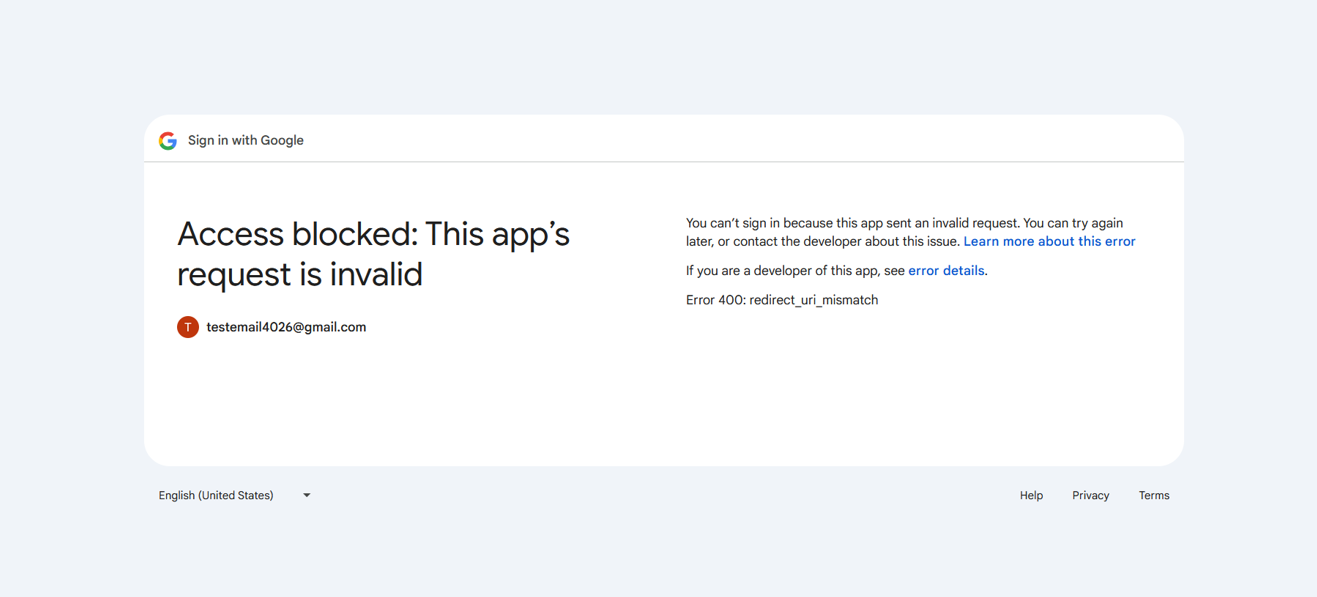 Sign in with Google
Access blocked: This app’s
request is invalid
T
testemail4026@gmail.com
You can’t sign in because this app sent an invalid request. You can try again
later, or contact the developer about this issue. Learn more about this error
If you are a developer of this app, see error details.
Error 400: redirect_uri_mismatch
English (United States)
Help
Privacy
Terms